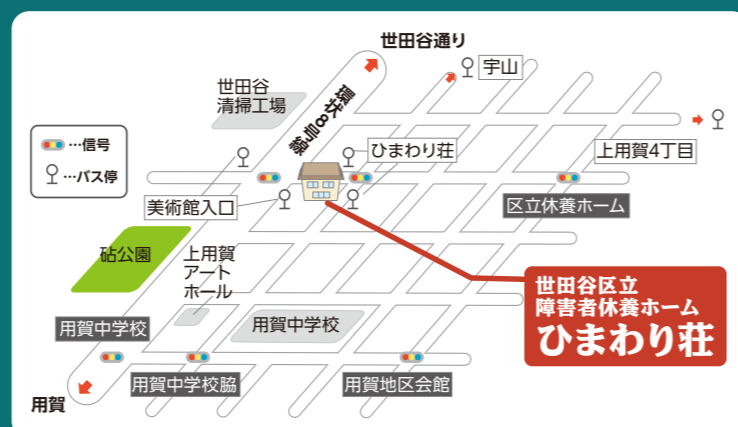 世田谷通り
宇山
世田谷
清掃工場
環状8号線
…信号
…バス停
ひまわり荘
上用賀4丁目
美術館入口
区立休養ホーム
砧公園
上用賀
アート
ホール
世田谷区立
障害者休養ホーム
ひまわり荘
用賀中学校
用賀中学校
用賀中学校脇
用賀地区会館
用賀